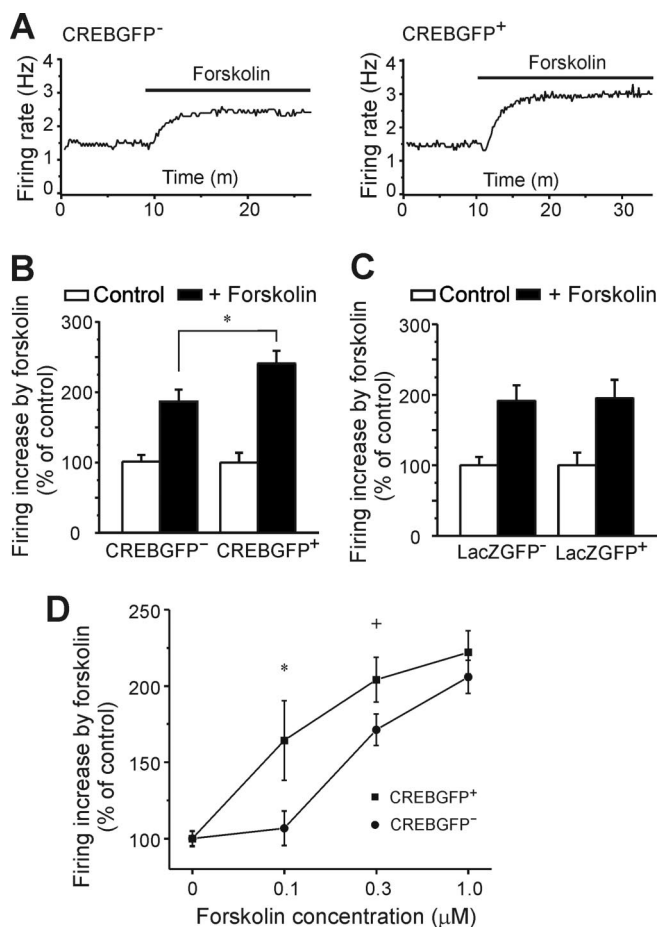 A
CREBGFP⁻
CREBGFP⁺
Forskolin
Forskolin
Firing rate (Hz)
4
3
2
1
0
Time (m)
0 10 20
Firing rate (Hz)
4
3
2
1
0
Time (m)
0 10 20 30
B
Control + Forskolin
*
Firing increase by forskolin
(% of control)
300
250
200
150
100
50
0
CREBGFP⁻ CREBGFP⁺
C
Control + Forskolin
Firing increase by forskolin
(% of control)
300
200
100
0
LacZGFP⁻ LacZGFP⁺
D
Firing increase by forskolin
(% of control)
250
200
150
100
*
+
CREBGFP⁺
CREBGFP⁻
0 0.1 0.3 1.0
Forskolin concentration (μM)